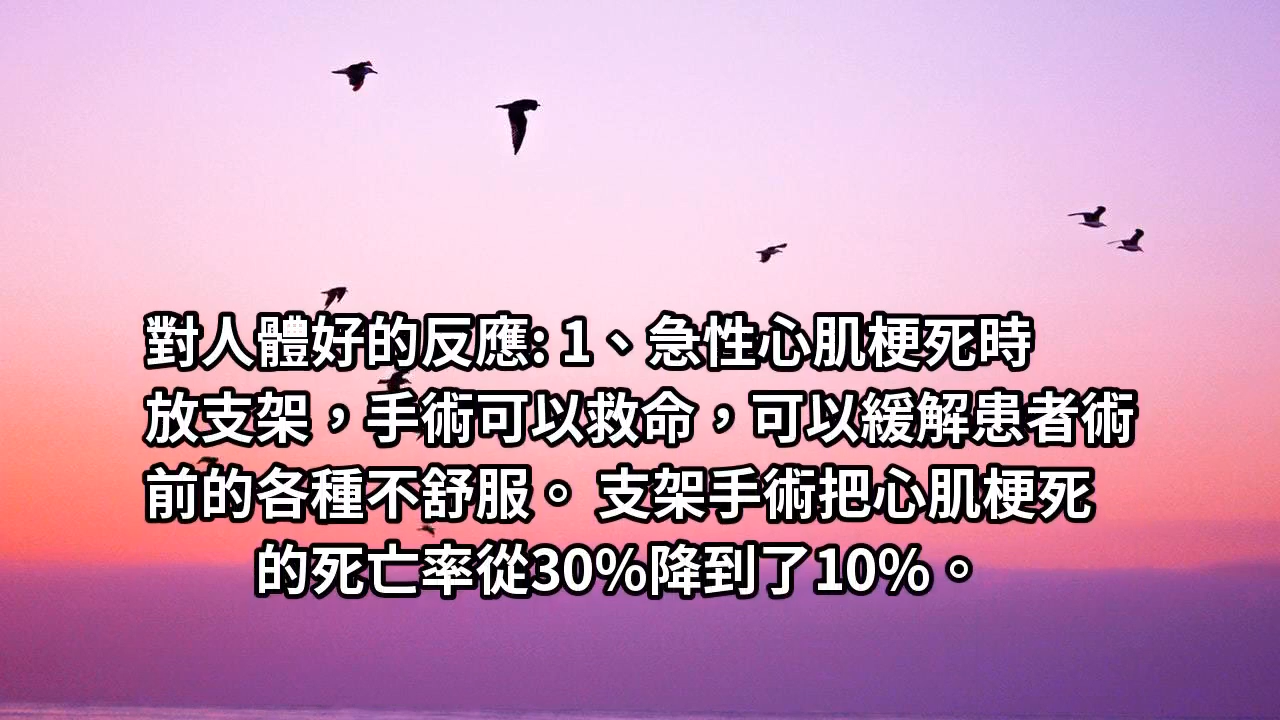 對人體好的反應: 1、急性心肌梗死時
放支架，手術可以救命，可以緩解患者術
前的各種不舒服。 支架手術把心肌梗死
的死亡率從30%降到了10%。